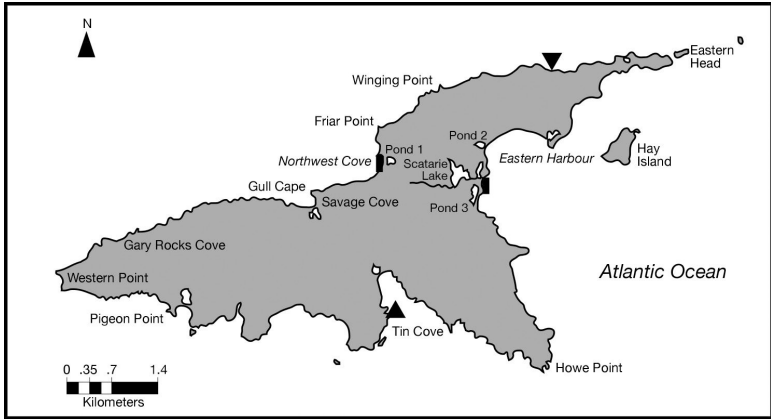 N
Eastern
Head
Winging Point
Friar Point
Pond 2
Pond 1
Northwest Cove
Eastern Harbour
Hay
Island
Scatarie
Lake
Gull Cape
Savage Cove
Pond 3
Gary Rocks Cove
Western Point
Atlantic Ocean
Pigeon Point
Tin Cove
Howe Point
0 .35 .7 1.4
Kilometers